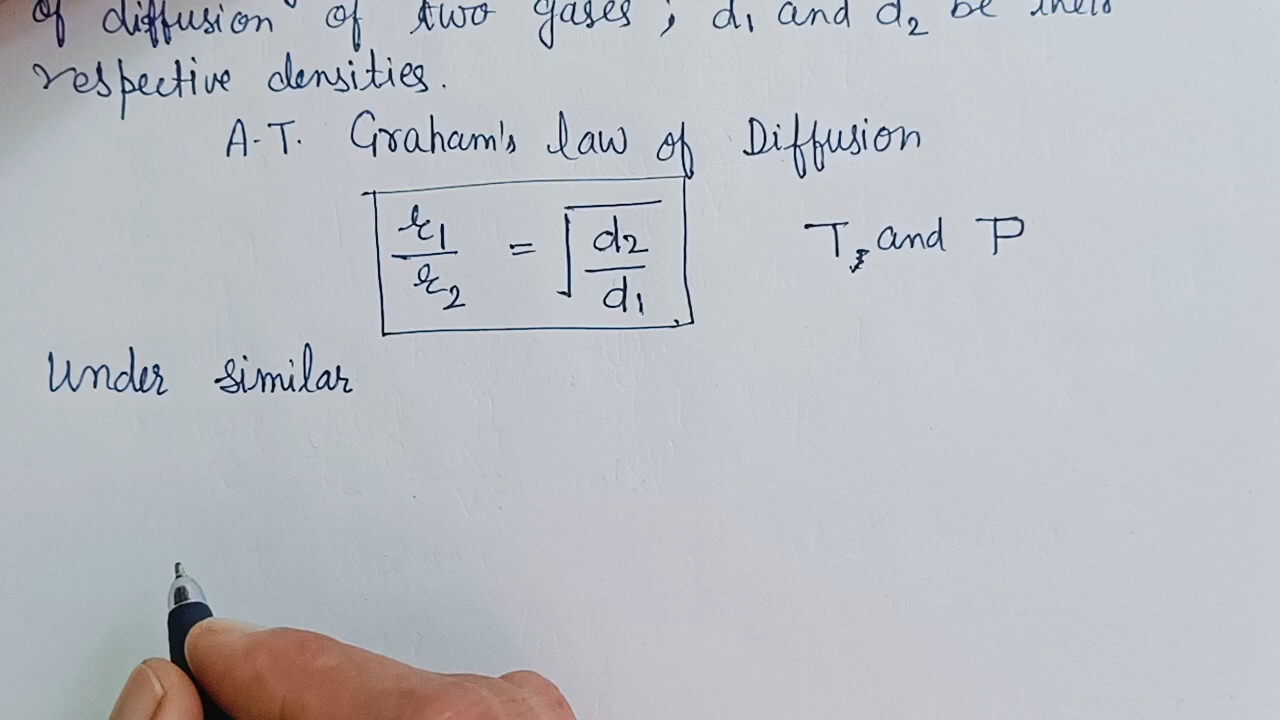 of diffusion of two gases ; d₁ and d₂ be their
respective densities.
A.T. Graham's law of Diffusion
r₁/r₂ = √(d₂/d₁) T, and P
Under similar